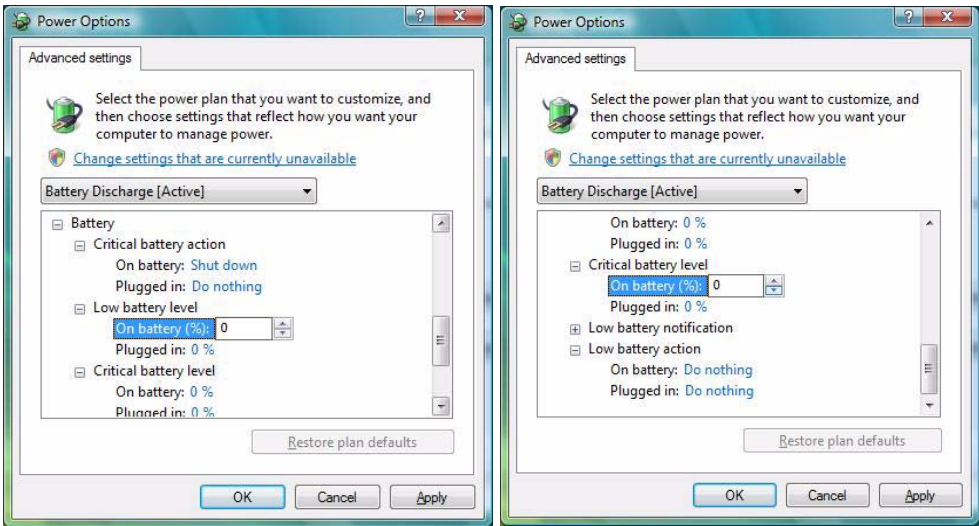 Power Options
Advanced settings
Select the power plan that you want to customize, and
then choose settings that reflect how you want your
computer to manage power.
Change settings that are currently unavailable
Battery Discharge [Active]
Battery
Critical battery action
On battery: Shut down
Plugged in: Do nothing
Low battery level
On battery (%): 0
Plugged in: 0 %
Critical battery level
On battery: 0 %
Plugged in: 0 %
Restore plan defaults
OK Cancel Apply
Power Options
Advanced settings
Select the power plan that you want to customize, and
then choose settings that reflect how you want your
computer to manage power.
Change settings that are currently unavailable
Battery Discharge [Active]
On battery: 0 %
Plugged in: 0 %
Critical battery level
On battery (%): 0
Plugged in: 0 %
Low battery notification
Low battery action
On battery: Do nothing
Plugged in: Do nothing
Restore plan defaults
OK Cancel Apply